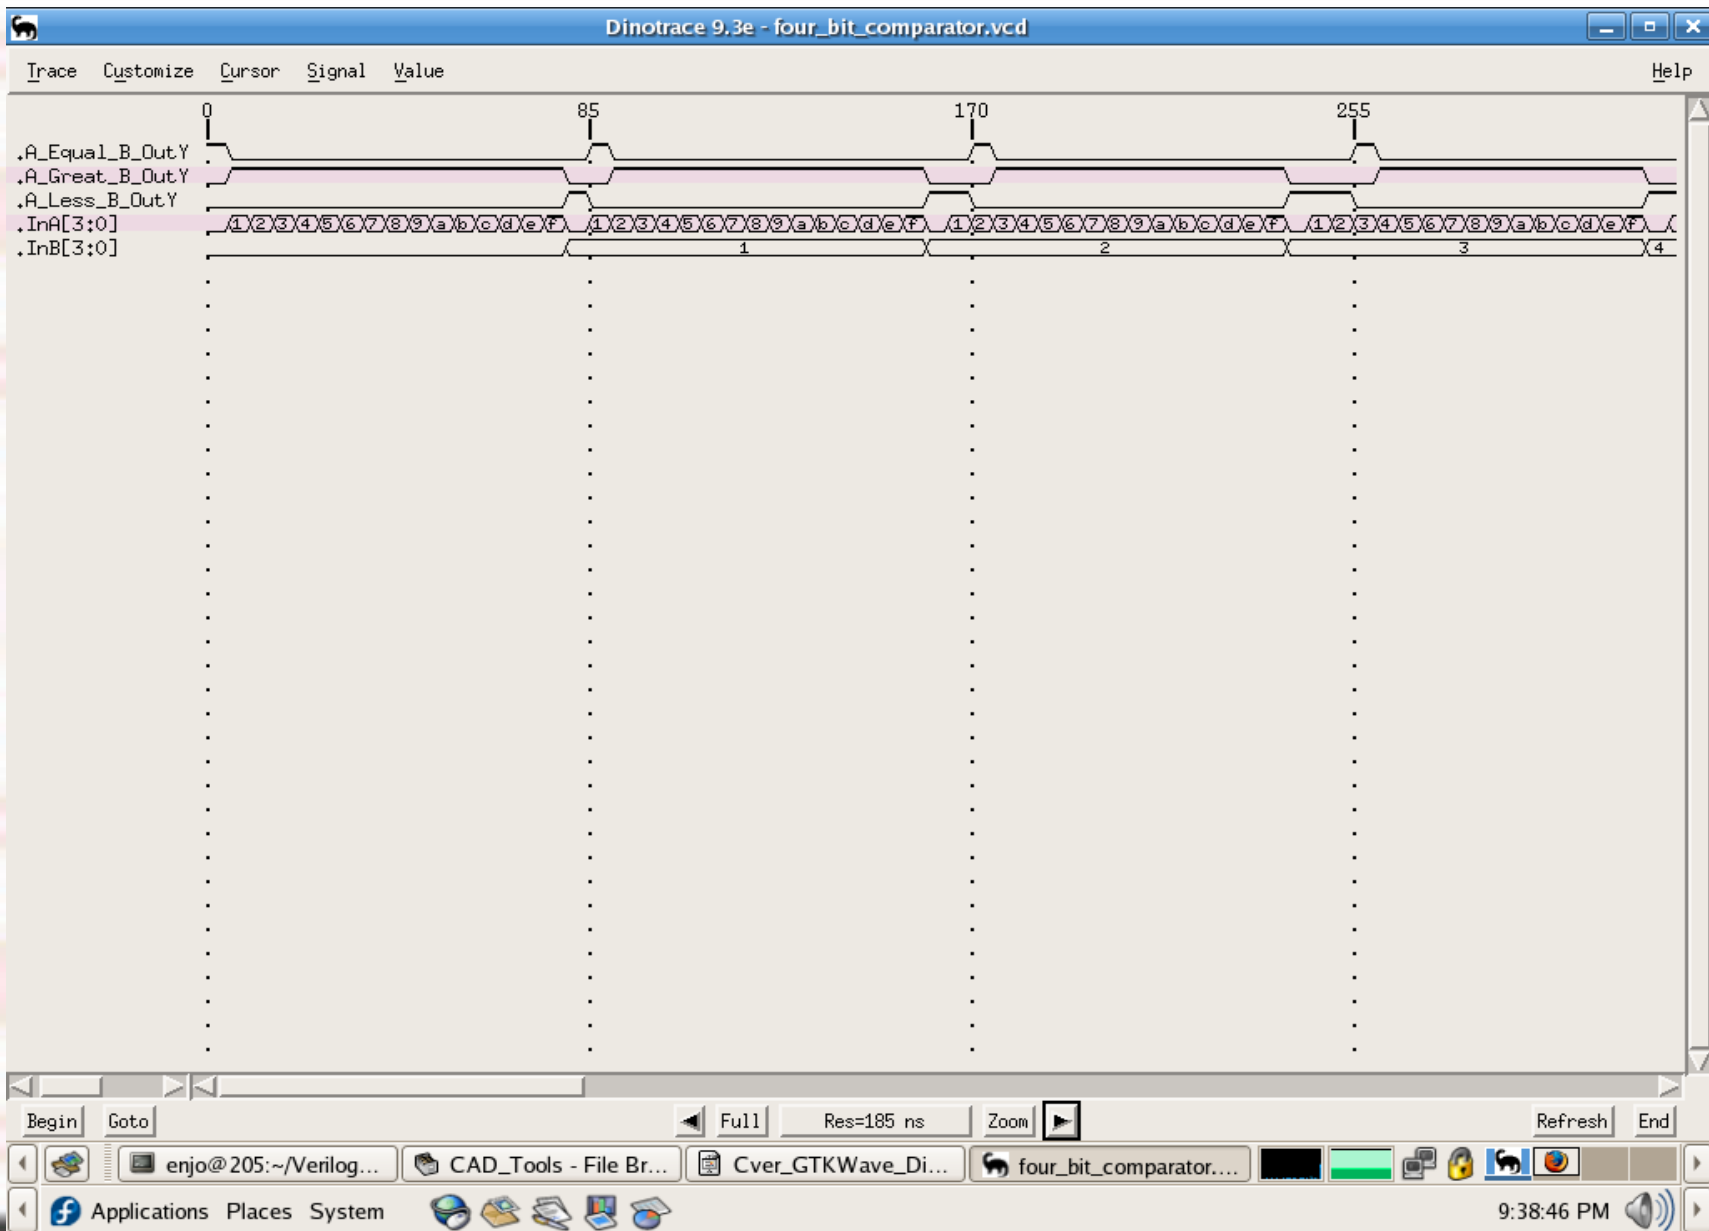 Dinotrace 9.3e - four_bit_comparator.vcd
Trace Customize Cursor Signal Value Help
0 85 170 255
.A_Equal_B_OutY
.A_Great_B_OutY
.A_Less_B_OutY
.InA[3:0] 1 2 3 4 5 6 7 8 9 a b c d e f 1 2 3 4 5 6 7 8 9 a b c d e f 1 2 3 4 5 6 7 8 9 a b c d e f 1 2 3 4 5 6 7 8 9 a b c d e f
.InB[3:0] 1 2 3 4
Begin Goto Full Res=185 ns Zoom Refresh End
enjo@205:~/Verilog... CAD_Tools - File Br... Cver_GTKWave_Di... four_bit_comparator....
Applications Places System 9:38:46 PM